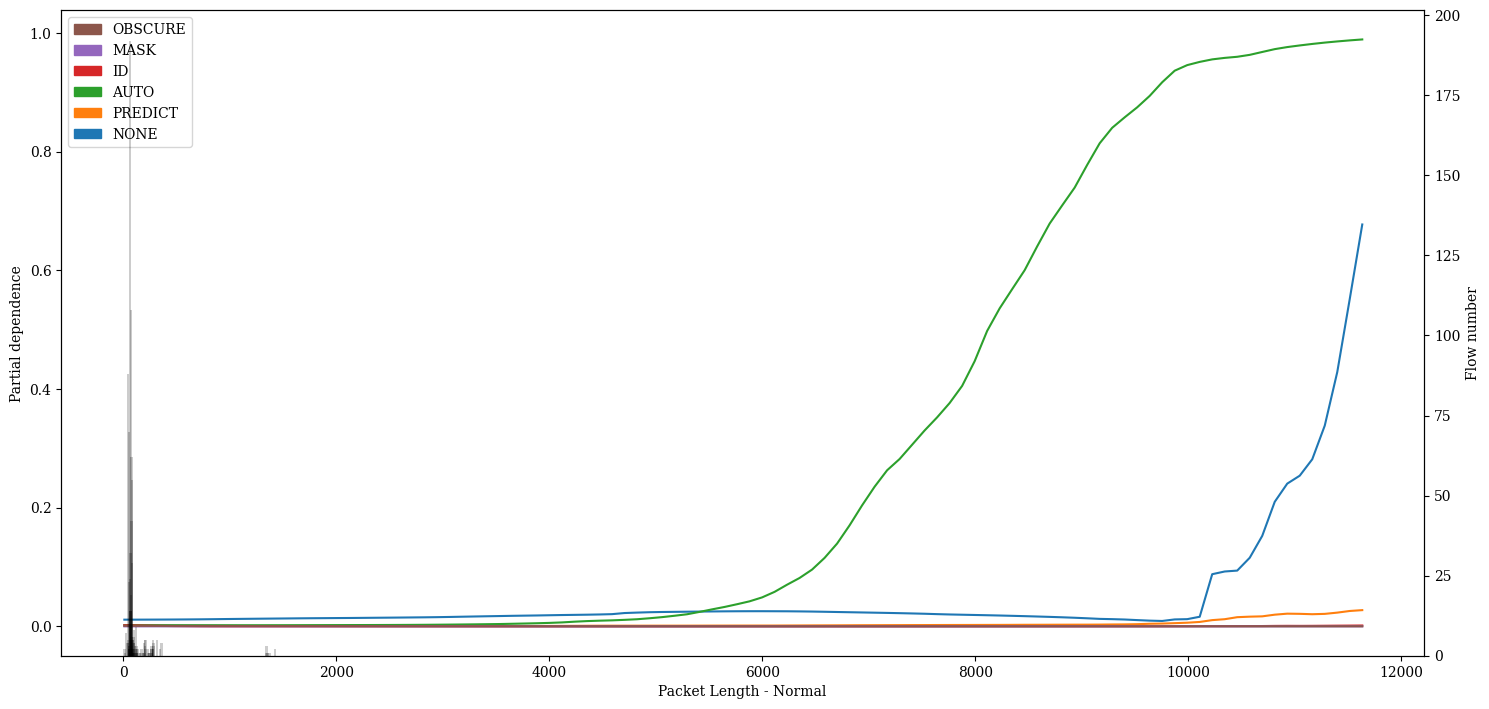 OBSCURE
MASK
ID
AUTO
PREDICT
NONE
1.0
0.8
0.6
0.4
0.2
0.0
Partial dependence
200
175
150
125
100
75
50
25
0
Flow number
0 2000 4000 6000 8000 10000 12000
Packet Length - Normal